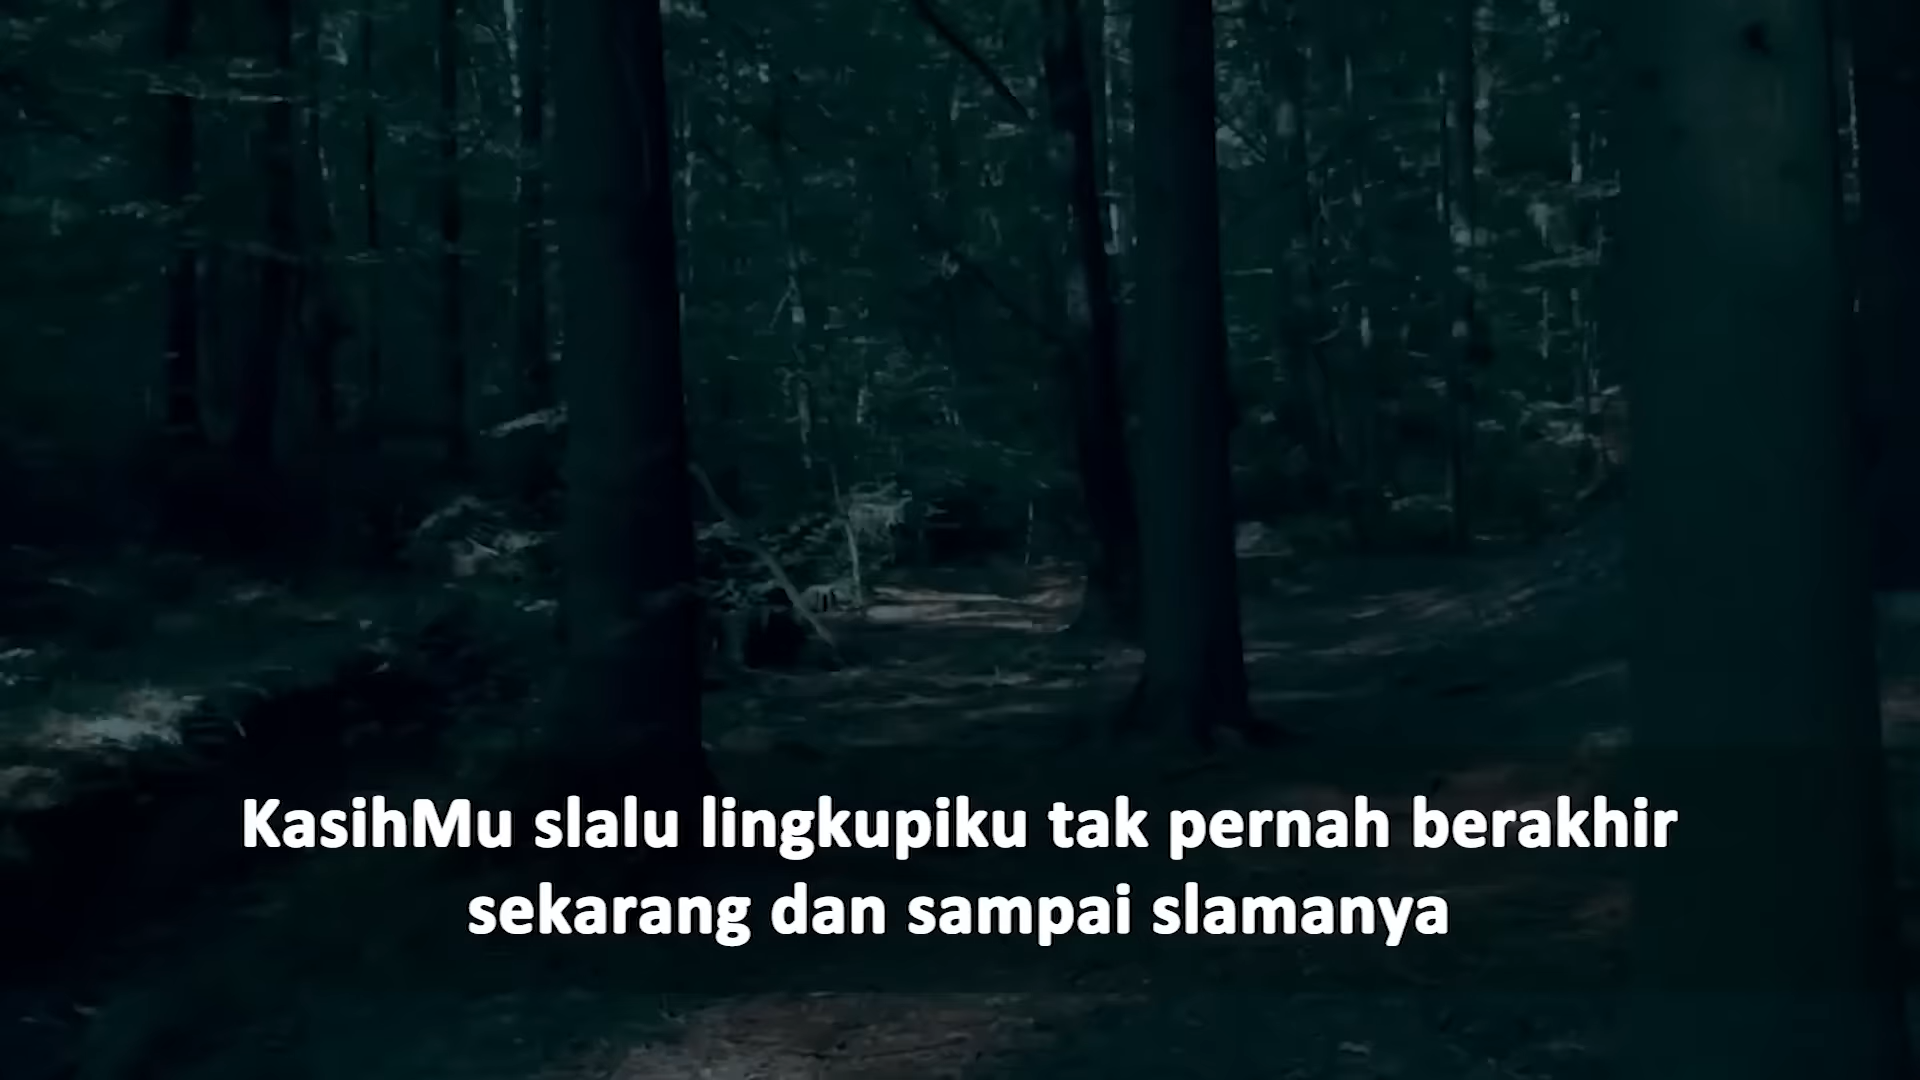 KasihMu slalu lingkupiku tak pernah berakhir
sekarang dan sampai slamanya